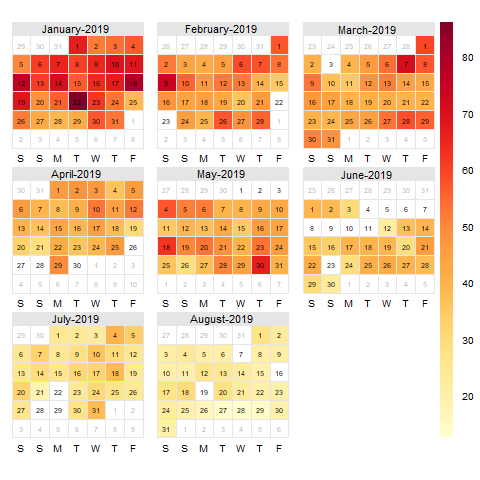 January-2019
29 30 31 1 2 3 4
5 6 7 8 9 10 11
12 13 14 15 16 17 18
19 20 21 22 23 24 25
26 27 28 29 30 31 1
2 3 4 5 6 7 8
S S M T W T F
February-2019
26 27 28 29 30 31 1
2 3 4 5 6 7 8
9 10 11 12 13 14 15
16 17 18 19 20 21 22
23 24 25 26 27 28 1
2 3 4 5 6 7 8
S S M T W T F
March-2019
23 24 25 26 27 28 1
2 3 4 5 6 7 8
9 10 11 12 13 14 15
16 17 18 19 20 21 22
23 24 25 26 27 28 29
30 31 1 2 3 4 5
S S M T W T F
April-2019
30 31 1 2 3 4 5
6 7 8 9 10 11 12
13 14 15 16 17 18 19
20 21 22 23 24 25 26
27 28 29 30 1 2 3
4 5 6 7 8 9 10
S S M T W T F
May-2019
27 28 29 30 1 2 3
4 5 6 7 8 9 10
11 12 13 14 15 16 17
18 19 20 21 22 23 24
25 26 27 28 29 30 31
1 2 3 4 5 6 7
S S M T W T F
June-2019
25 26 27 28 29 30 31
1 2 3 4 5 6 7
8 9 10 11 12 13 14
15 16 17 18 19 20 21
22 23 24 25 26 27 28
29 30 1 2 3 4 5
S S M T W T F
July-2019
29 30 1 2 3 4 5
6 7 8 9 10 11 12
13 14 15 16 17 18 19
20 21 22 23 24 25 26
27 28 29 30 31 1 2
3 4 5 6 7 8 9
S S M T W T F
August-2019
27 28 29 30 31 1 2
3 4 5 6 7 8 9
10 11 12 13 14 15 16
17 18 19 20 21 22 23
24 25 26 27 28 29 30
31 1 2 3 4 5 6
S S M T W T F
80
70
60
50
40
30
20